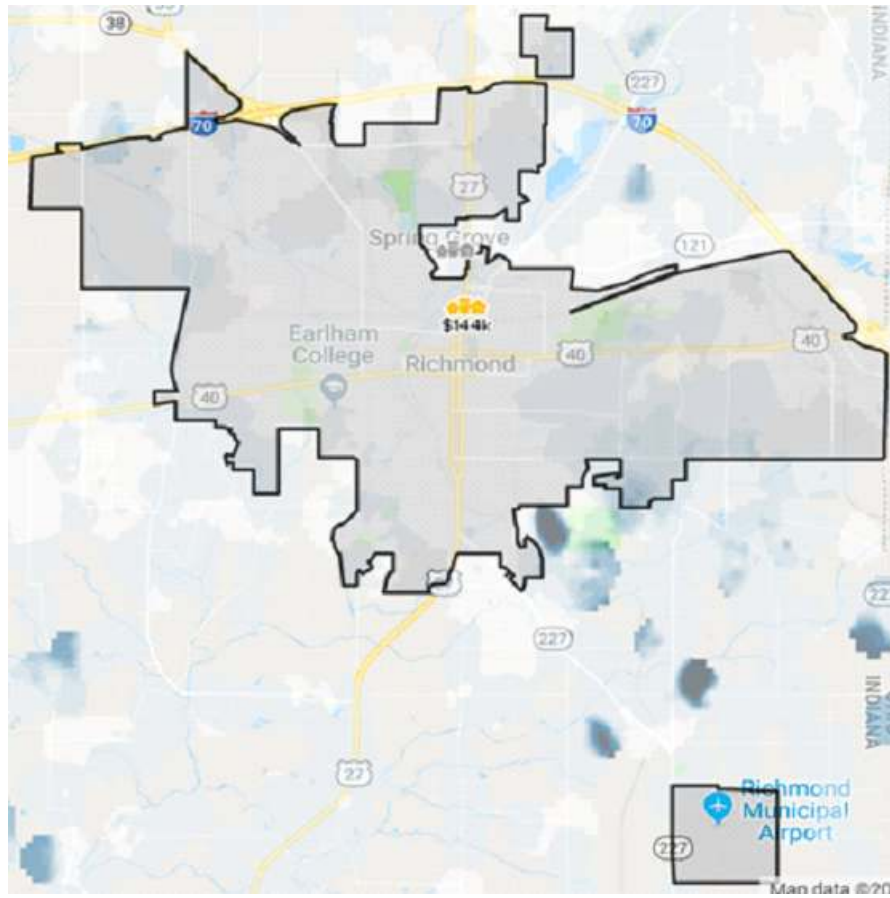 38
INDIANA
227
70
70
27
Spring Grove
121
$144k
Earlham
College
Richmond
40
40
40
227
27
INDIANA
Richmond
Municipal
Airport
227
Map data ©20